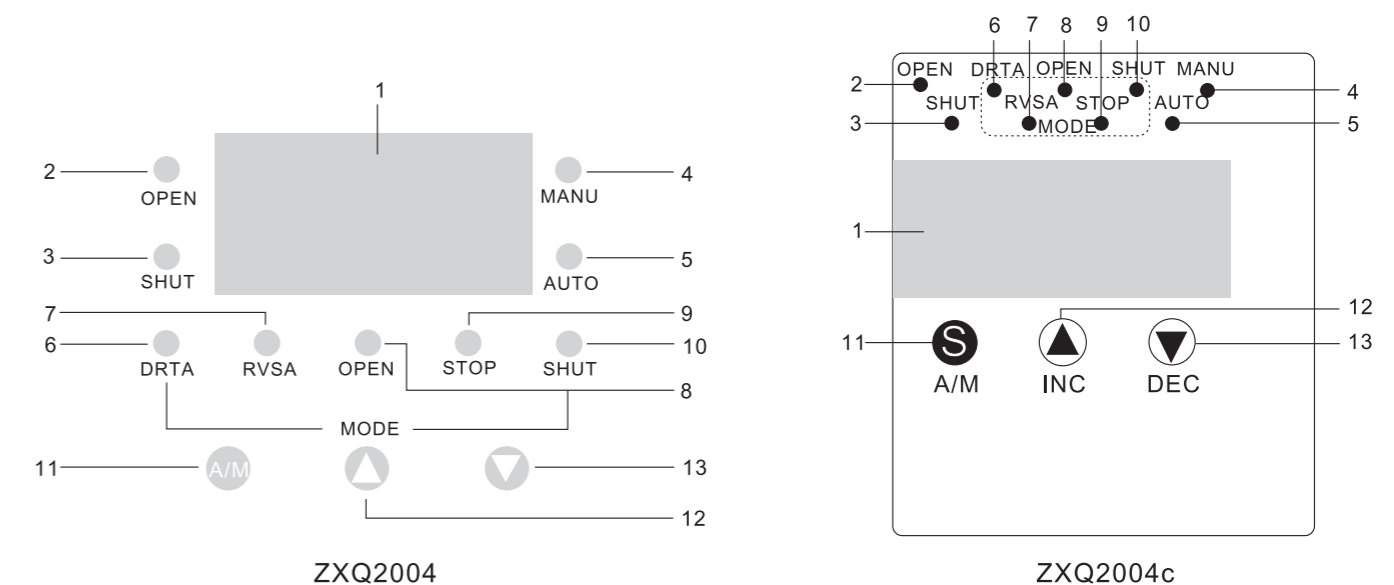 1
2
OPEN
4
MANU
3
SHUT
5
AUTO
7
9
6
DRTA
RVSA
OPEN
STOP
SHUT
10
8
MODE
11
A/M
13
12
ZXQ2004
6 7 8 9 10
OPEN DRTA OPEN SHUT MANU
2
4
SHUT RVSA STOP AUTO
3
MODE
5
1
12
11
S
13
A/M INC DEC
ZXQ2004c